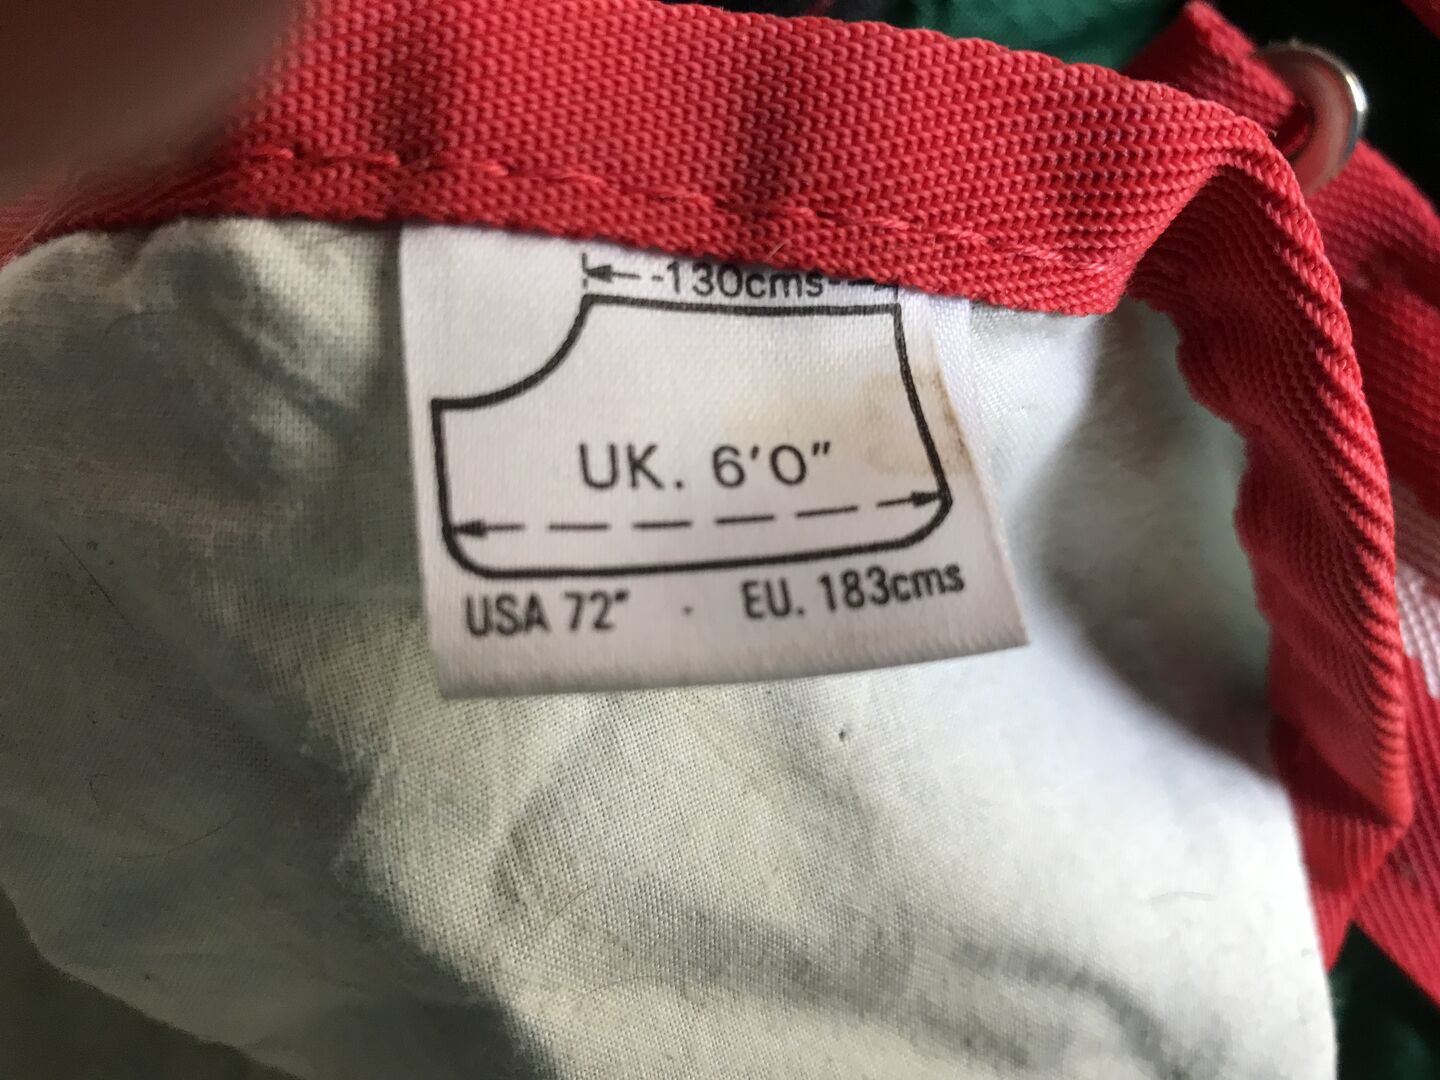 130cms
UK. 6'0"
USA 72" · EU. 183cms